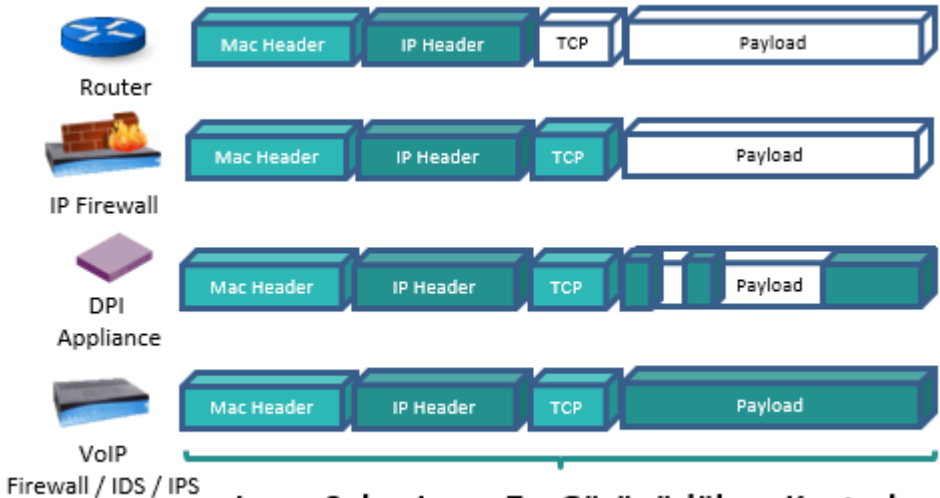 Mac Header IP Header TCP Payload
Router
Mac Header IP Header TCP Payload
IP Firewall
Mac Header IP Header TCP Payload
DPI
Appliance
Mac Header IP Header TCP Payload
VoIP
Firewall / IDS / IPS